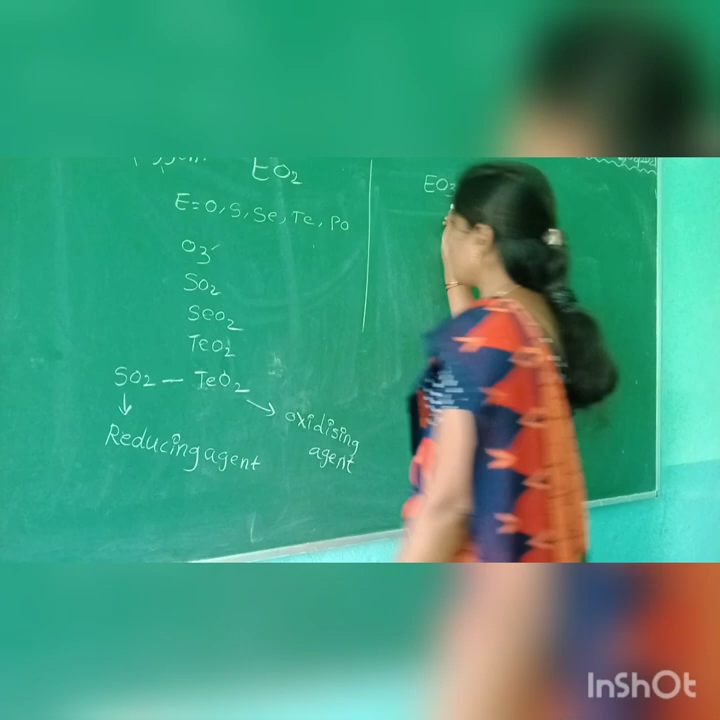 EO2
E=O, S, Se, Te, Po
O3
SO2
SeO2
TeO2
SO2 — TeO2
↓ → oxidising agent
Reducing agent
EO2
InShOt